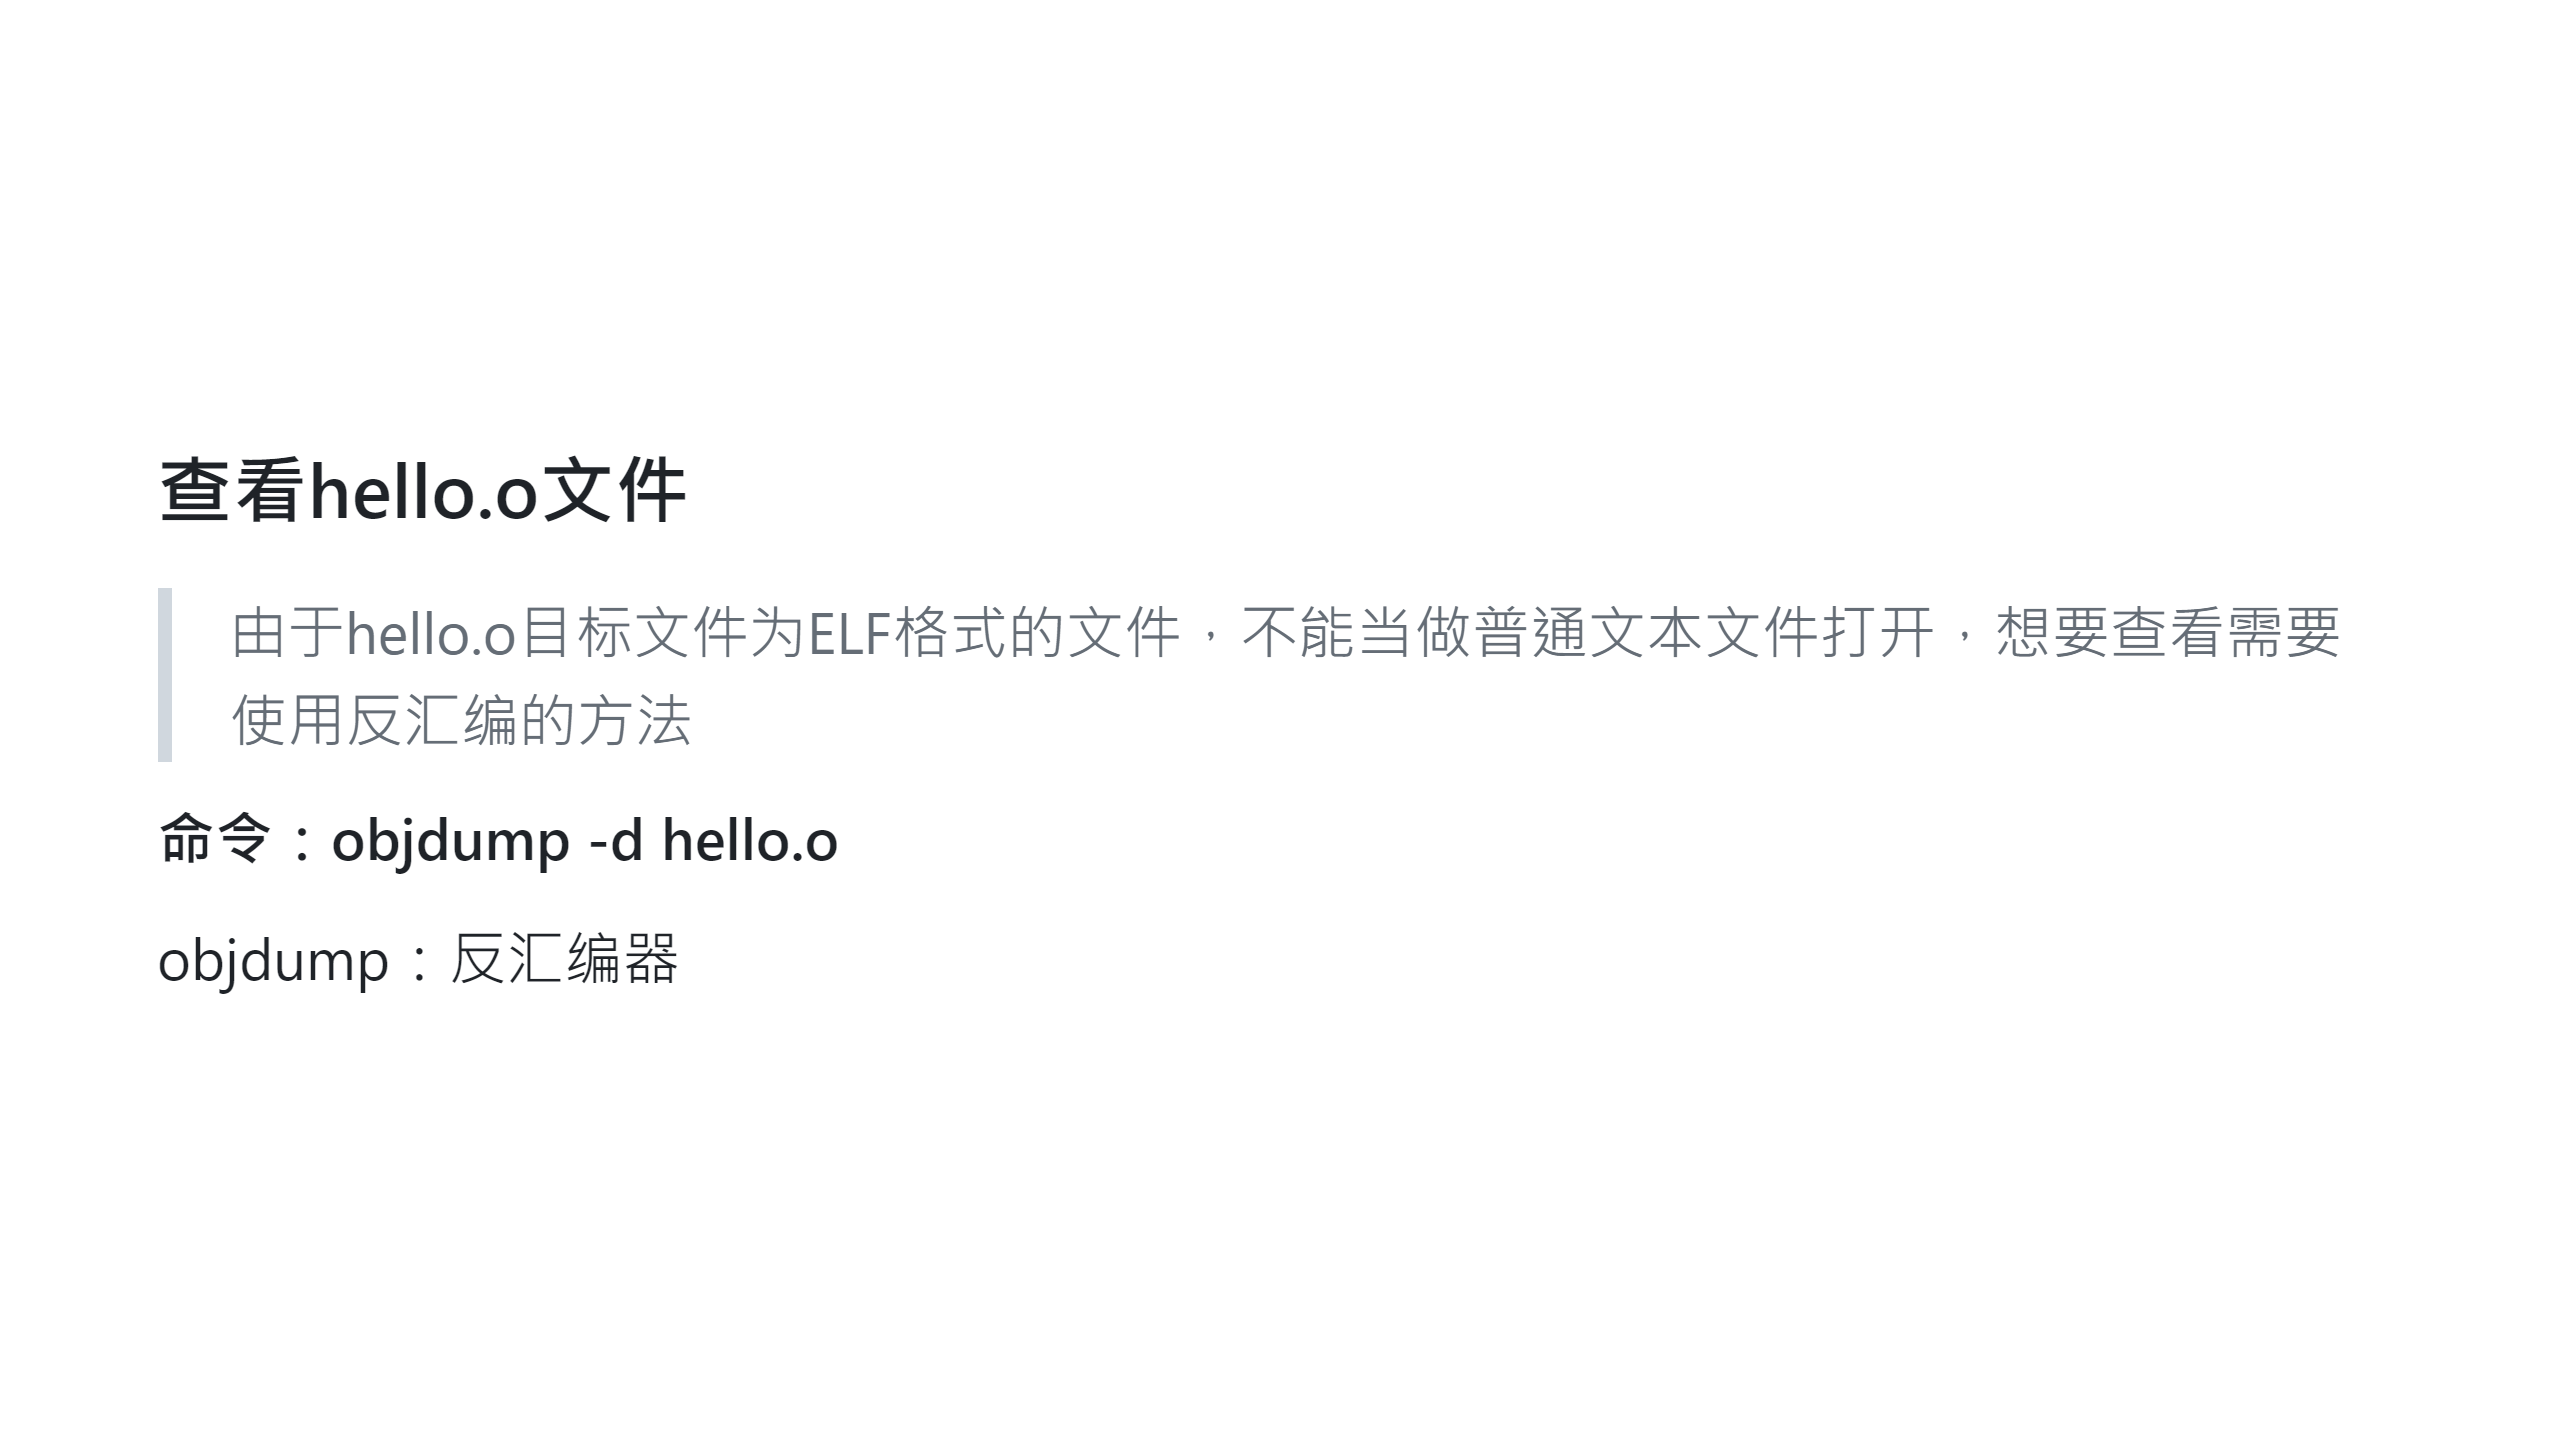 查看hello.o文件
由于hello.o目标文件为ELF格式的文件，不能当做普通文本文件打开，想要查看需要
使用反汇编的方法
命令：objdump -d hello.o
objdump：反汇编器